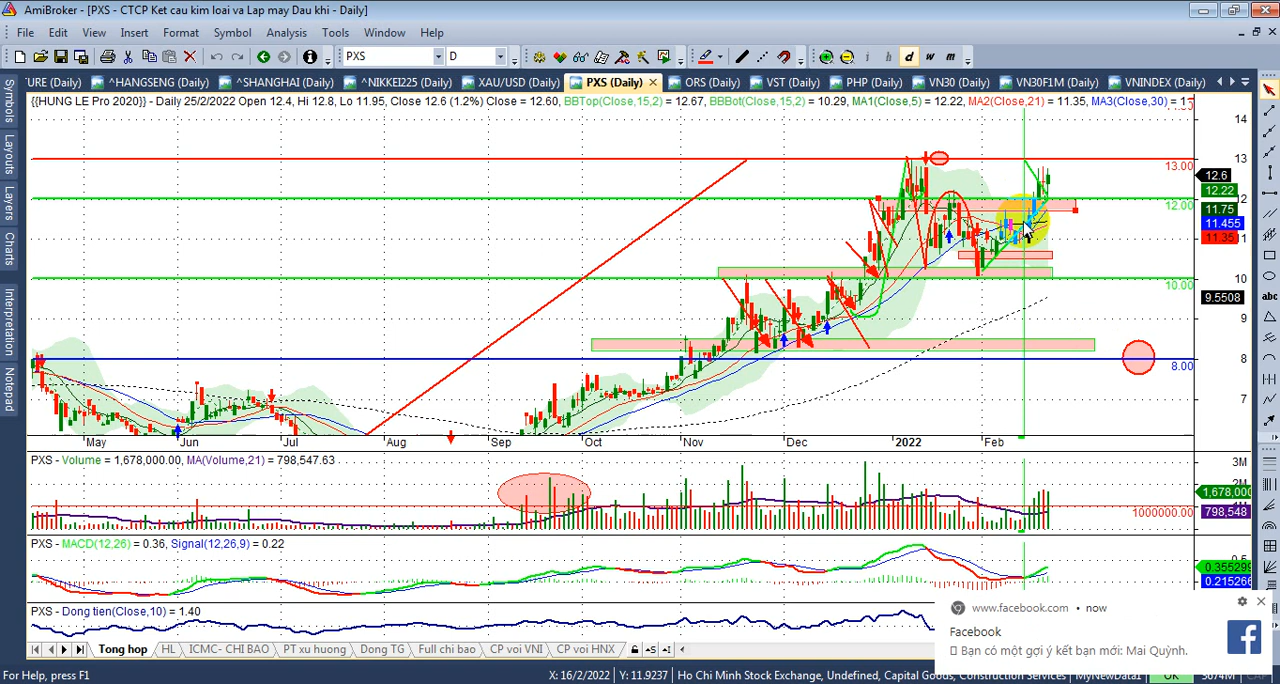 AmiBroker - [PXS - CTCP Ket cau kim loai va Lap may Dau khi - Daily]
File Edit View Insert Format Symbol Analysis Tools Window Help
PXS D d w m
'URE (Daily) ^HANGSENG (Daily) ^SHANGHAI (Daily) ^NIKKEI225 (Daily) XAU/USD (Daily) PXS (Daily) ORS (Daily) VST (Daily) PHP (Daily) VN30 (Daily) VN30F1M (Daily) VNINDEX (Daily)
{{HUNG LE Pro 2020}} - Daily 25/2/2022 Open 12.4, Hi 12.8, Lo 11.95, Close 12.6 (1.2%) Close = 12.60, BBTop(Close,15,2) = 12.67, BBBot(Close,15,2) = 10.29, MA1(Close,5) = 12.22, MA2(Close,21) = 11.35, MA3(Close,30) = 1
Symbols
Layouts
Layers
Charts
Interpretation
Notepad
abc
14
13
13.00
12.6
12.22
12
12.00
11.75
11.455
11.35
11
10
10.00
9.5508
9
8
8.00
7
May Jun Jul Aug Sep Oct Nov Dec 2022 Feb
PXS - Volume = 1,678,000.00, MA(Volume,21) = 798,547.63
3M
2M
1,678,000
1000000.00
798,548
PXS - MACD(12,26) = 0.36, Signal(12,26,9) = 0.22
0.355299
0.215266
PXS - Dong tien(Close,10) = 1.40
www.facebook.com • now
Facebook
Bạn có một gợi ý kết bạn mới: Mai Quỳnh.
Tong hop HL ICMC- CHI BAO PT xu huong Dong TG Full chi bao CP voi VNI CP voi HNX
For Help, press F1 X: 16/2/2022 Y: 11.9237 Ho Chi Minh Stock Exchange, Undefined, Capital Goods,